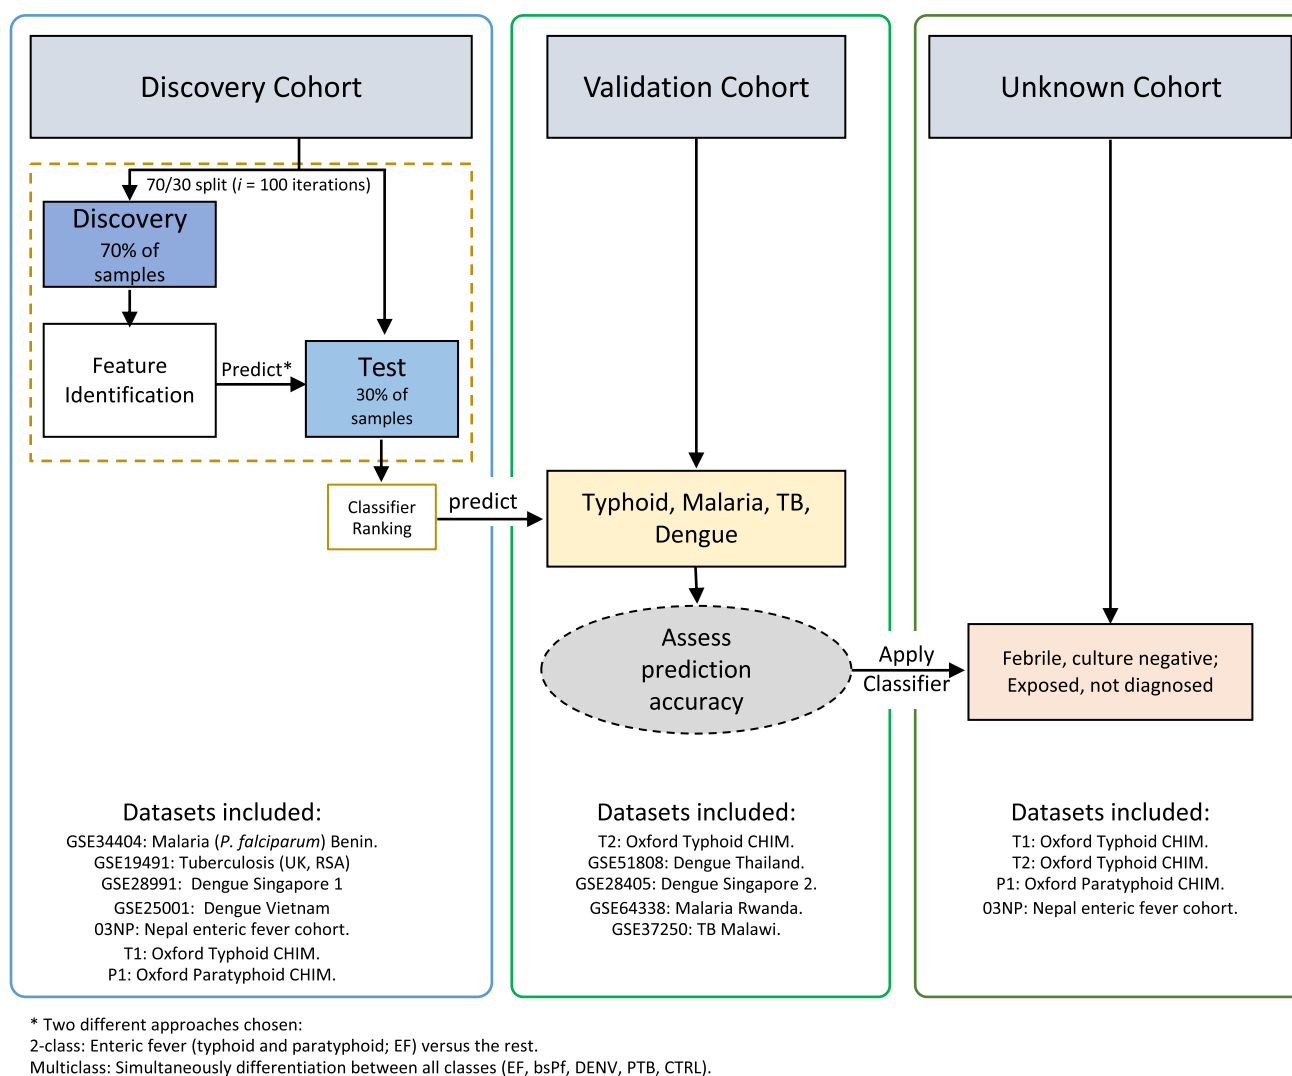 Discovery Cohort
70/30 split (i = 100 iterations)
Discovery
70% of
samples
Feature
Identification
Predict*
Test
30% of
samples
Classifier
Ranking
predict
Validation Cohort
Typhoid, Malaria, TB,
Dengue
Assess
prediction
accuracy
Apply
Classifier
Unknown Cohort
Febrile, culture negative;
Exposed, not diagnosed
Datasets included:
GSE34404: Malaria (P. falciparum) Benin.
GSE19491: Tuberculosis (UK, RSA)
GSE28991:  Dengue Singapore 1
GSE25001:  Dengue Vietnam
03NP: Nepal enteric fever cohort.
T1: Oxford Typhoid CHIM.
P1: Oxford Paratyphoid CHIM.
Datasets included:
T2: Oxford Typhoid CHIM.
GSE51808: Dengue Thailand.
GSE28405: Dengue Singapore 2.
GSE64338: Malaria Rwanda.
GSE37250: TB Malawi.
Datasets included:
T1: Oxford Typhoid CHIM.
T2: Oxford Typhoid CHIM.
P1: Oxford Paratyphoid CHIM.
03NP: Nepal enteric fever cohort.
* Two different approaches chosen:
2-class: Enteric fever (typhoid and paratyphoid; EF) versus the rest.
Multiclass: Simultaneously differentiation between all classes (EF, bsPf, DENV, PTB, CTRL).